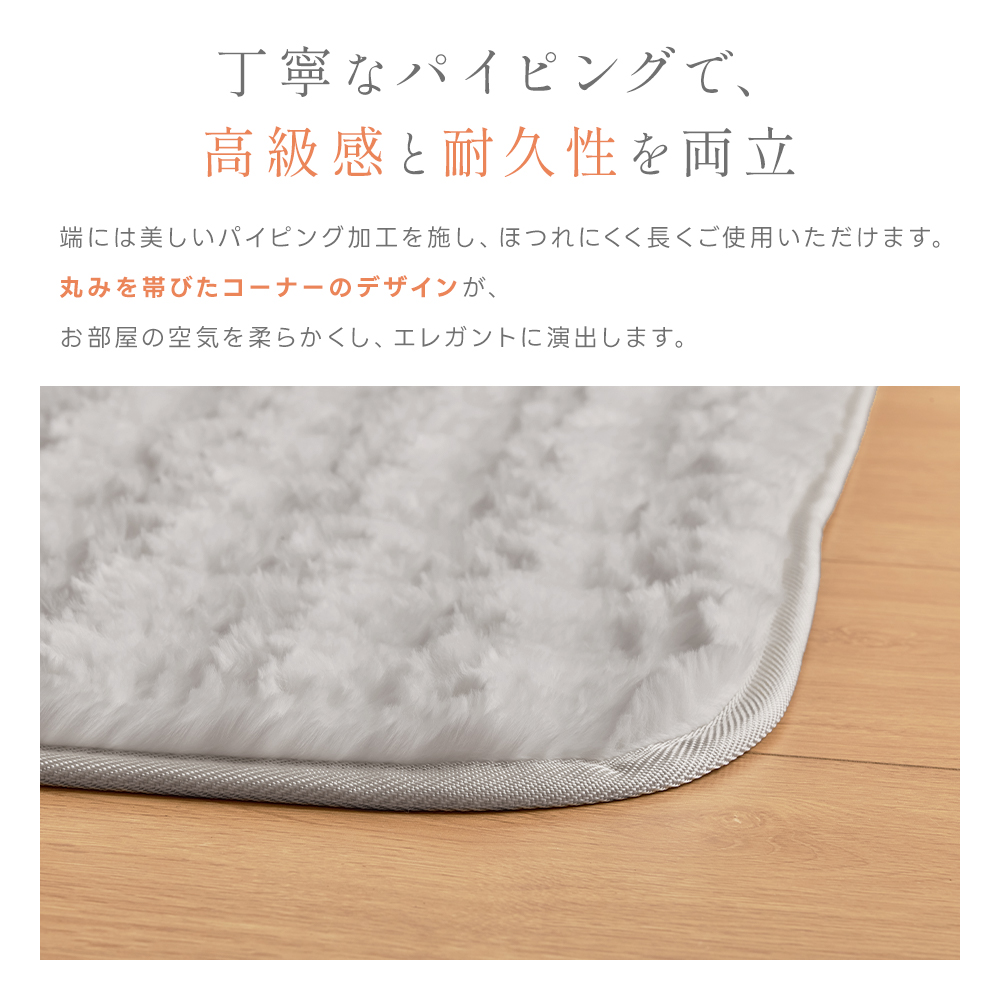 丁寧なパイピングで、
高級感と耐久性を両立
端には美しいパイピング加工を施し、ほつれにくく長くご使用いただけます。
丸みを帯びたコーナーのデザインが、
お部屋の空気を柔らかくし、エレガントに演出します。